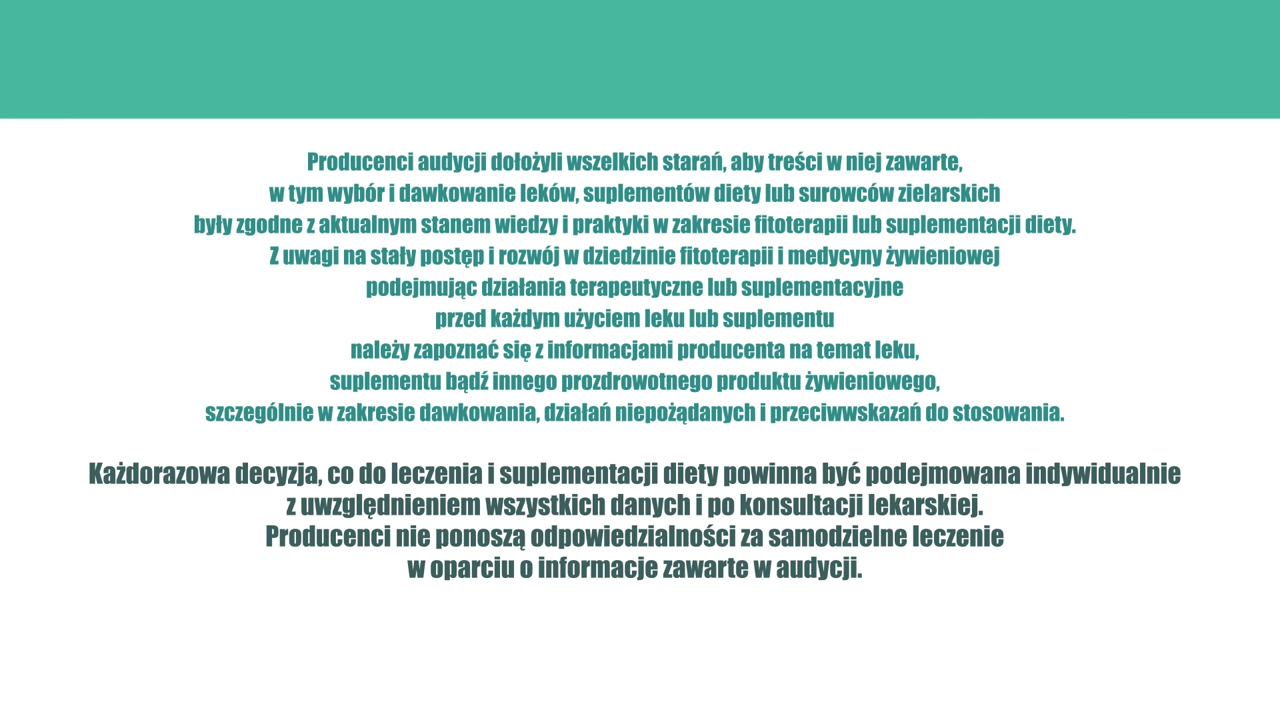 Producenci audycji dołożyli wszelkich starań, aby treści w niej zawarte,
w tym wybór i dawkowanie leków, suplementów diety lub surowców zielarskich
były zgodne z aktualnym stanem wiedzy i praktyki w zakresie fitoterapii lub suplementacji diety.
Z uwagi na stały postęp i rozwój w dziedzinie fitoterapii i medycyny żywieniowej
podejmując działania terapeutyczne lub suplementacyjne
przed każdym użyciem leku lub suplementu
należy zapoznać się z informacjami producenta na temat leku,
suplementu bądź innego prozdrowotnego produktu żywieniowego,
szczególnie w zakresie dawkowania, działań niepożądanych i przeciwwskazań do stosowania.
Każdorazowa decyzja, co do leczenia i suplementacji diety powinna być podejmowana indywidualnie
z uwzględnieniem wszystkich danych i po konsultacji lekarskiej.
Producenci nie ponoszą odpowiedzialności za samodzielne leczenie
w oparciu o informacje zawarte w audycji.